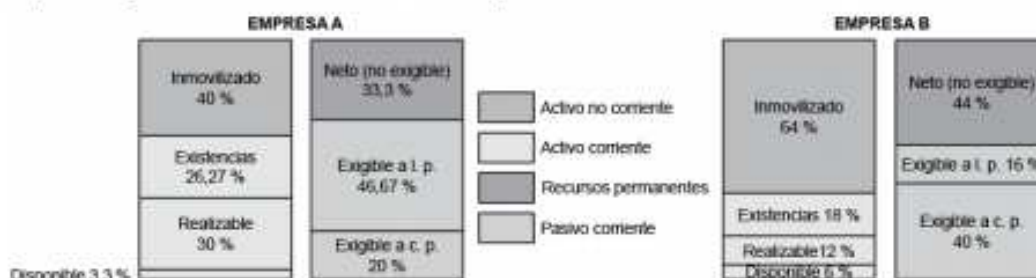 EMPRESA A
Inmovilizado
40 %
Existencias
26,27 %
Realizable
30 %
Disponible 3,3 %
Neto (no exigible)
33,3 %
Exigible a l. p.
46,67 %
Exigible a c. p.
20 %
Activo no corriente
Activo corriente
Recursos permanentes
Pasivo corriente
EMPRESA B
Inmovilizado
64 %
Existencias 18 %
Realizable 12 %
Disponible 6 %
Neto (no exigible)
44 %
Exigible a l. p. 16 %
Exigible a c. p.
40 %